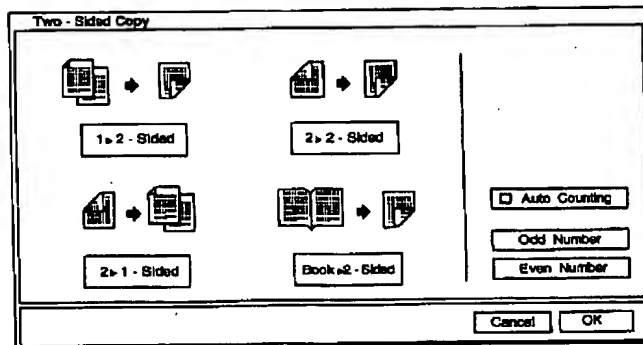 Two - Sided Copy
1▸2 - Sided
2▸2 - Sided
2▸1 - Sided
Book▸2 - Sided
Auto Counting
Odd Number
Even Number
Cancel
OK